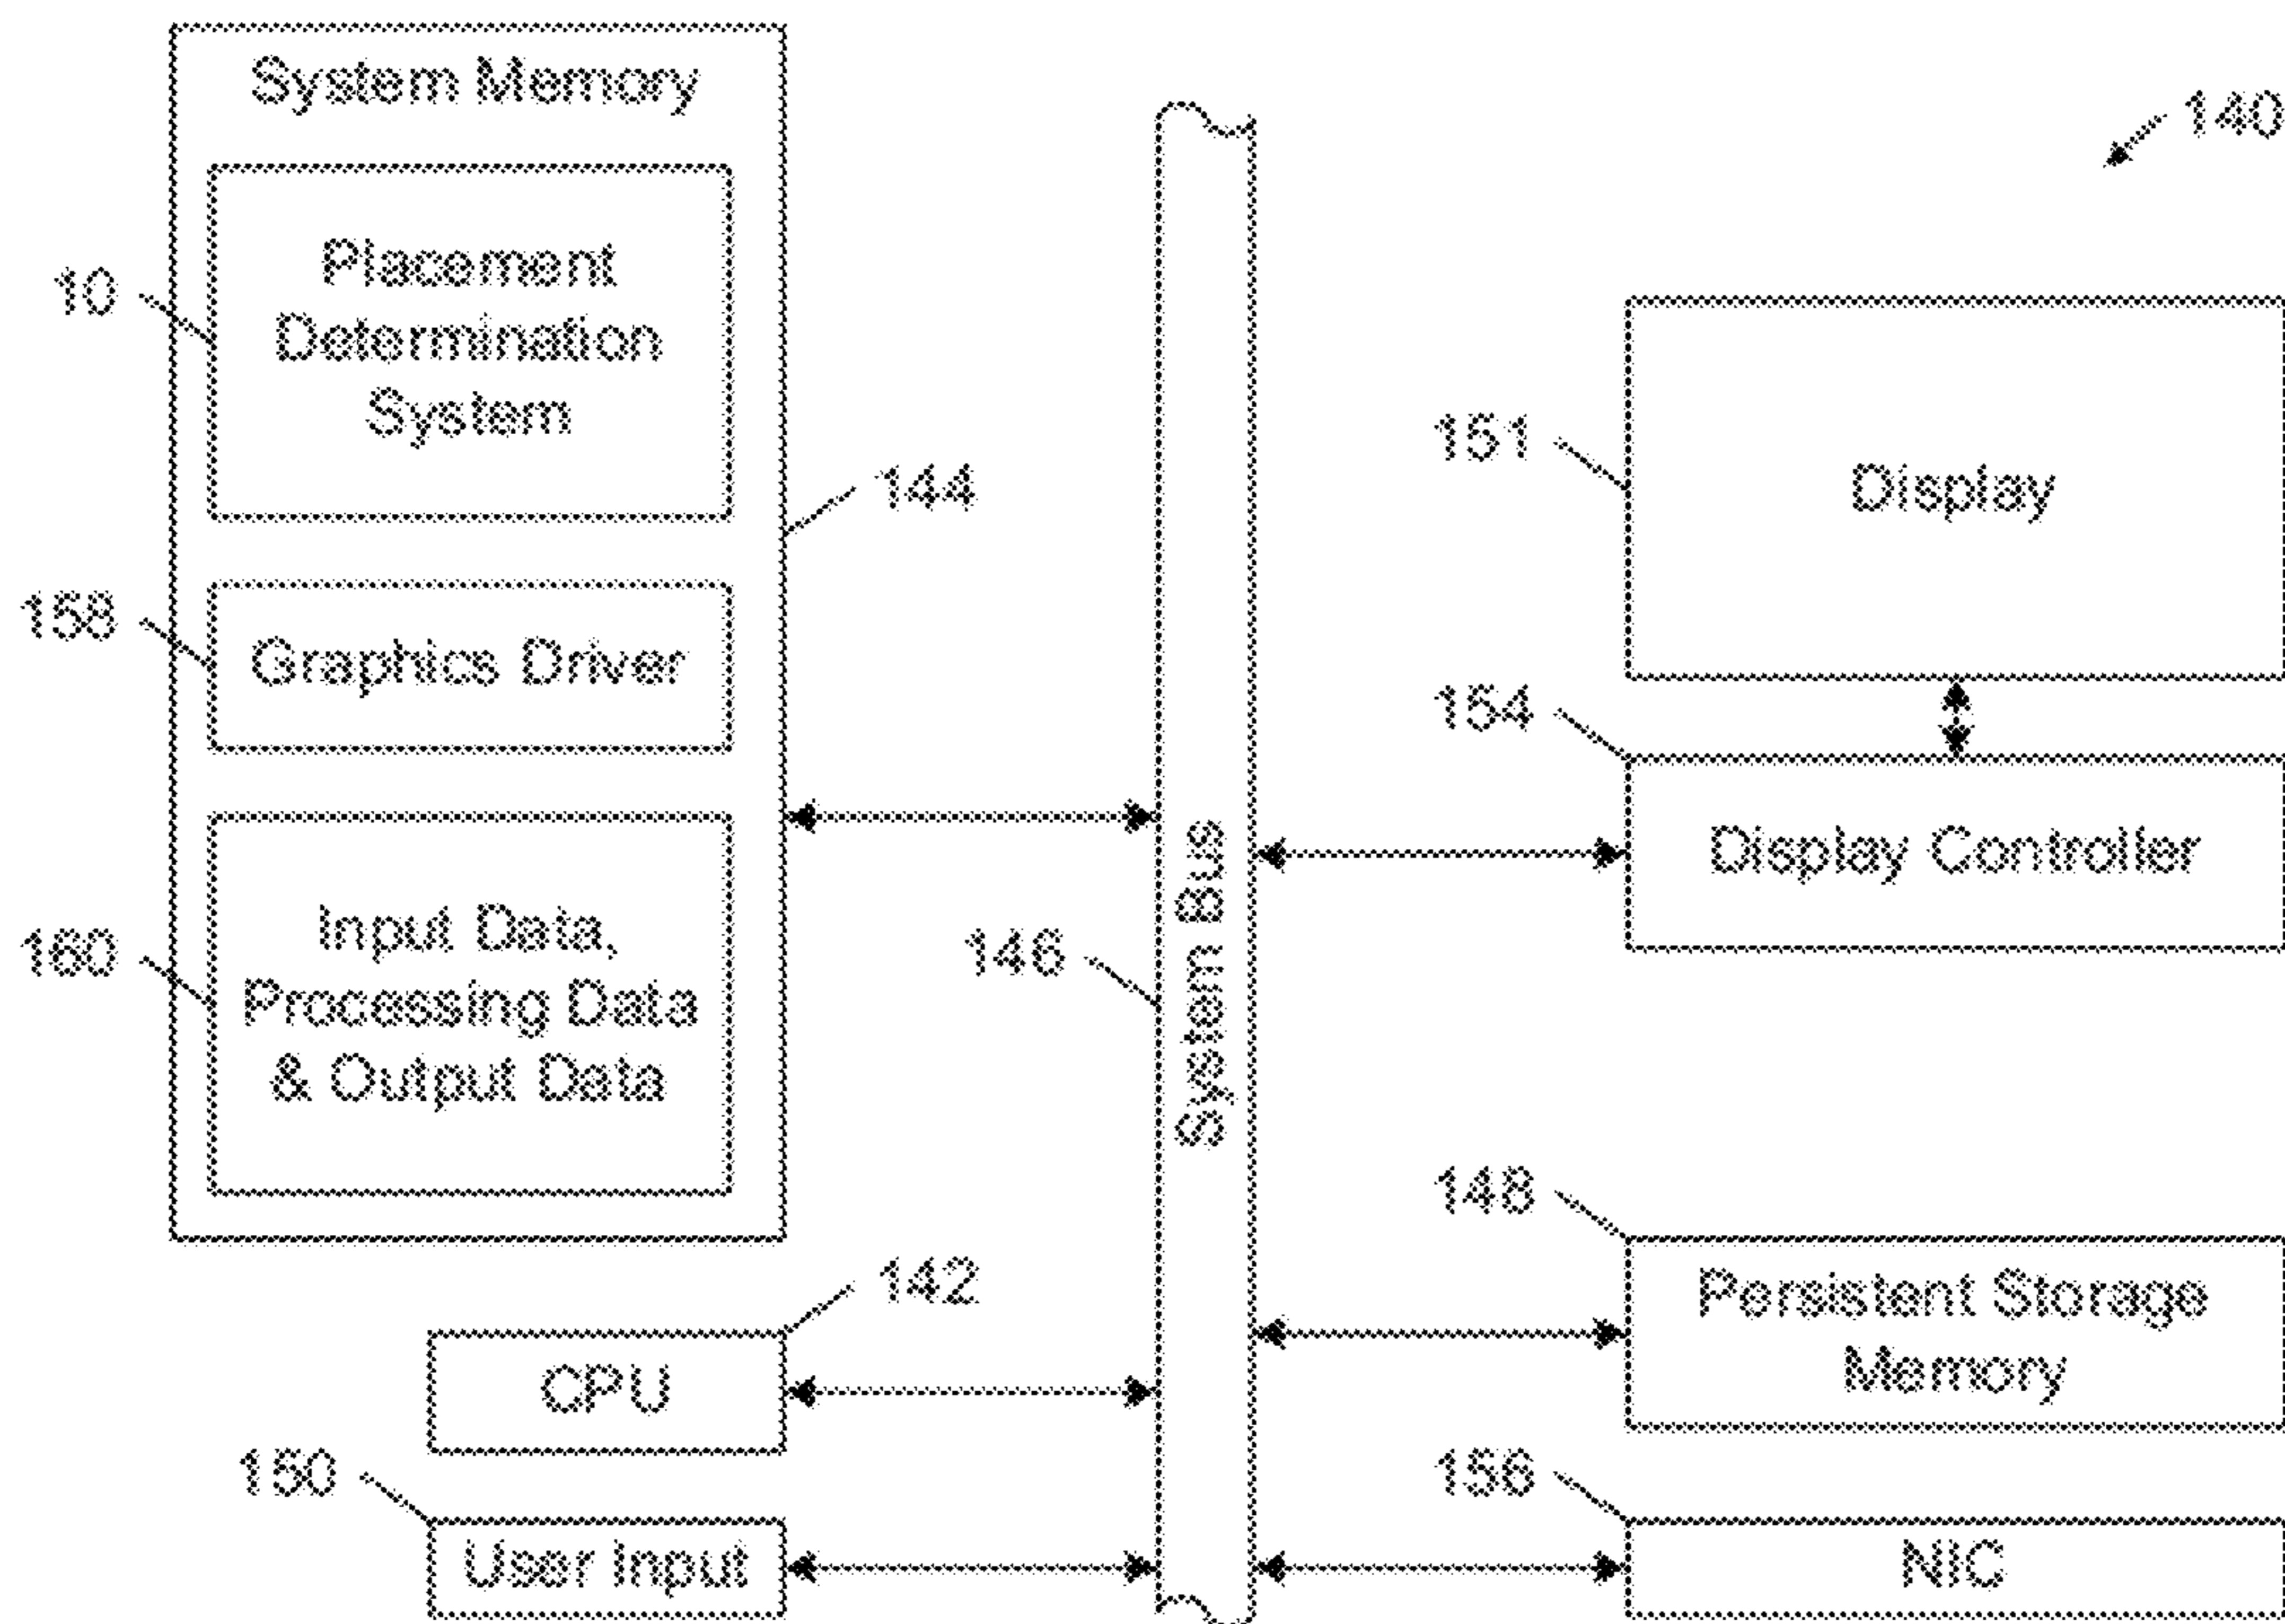 System Memory
140
Placement
Determination
System
10
144
151
Display
158
Graphics Driver
154
Display Controller
Input Data,
Processing Data
& Output Data
160
146
System Bus
148
Persistent Storage
Memory
142
CPU
150
User Input
156
NIC